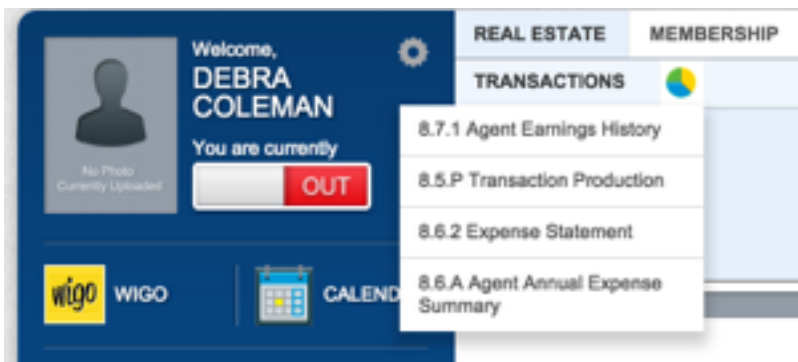 Welcome,
DEBRA
COLEMAN
You are currently
OUT
No Photo
Currently Uploaded
wigo WIGO
CALEND
REAL ESTATE MEMBERSHIP
TRANSACTIONS
8.7.1 Agent Earnings History
8.5.P Transaction Production
8.6.2 Expense Statement
8.6.A Agent Annual Expense
Summary